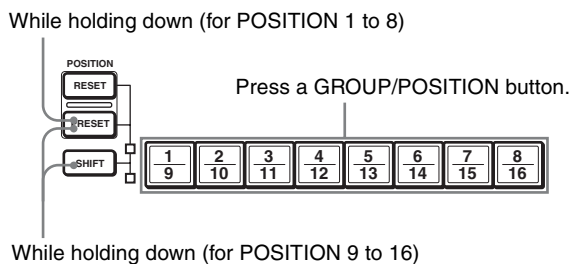 While holding down (for POSITION 1 to 8)
POSITION
RESET
Press a GROUP/POSITION button.
PRESET
SHIFT
1 2 3 4 5 6 7 8
9 10 11 12 13 14 15 16
While holding down (for POSITION 9 to 16)